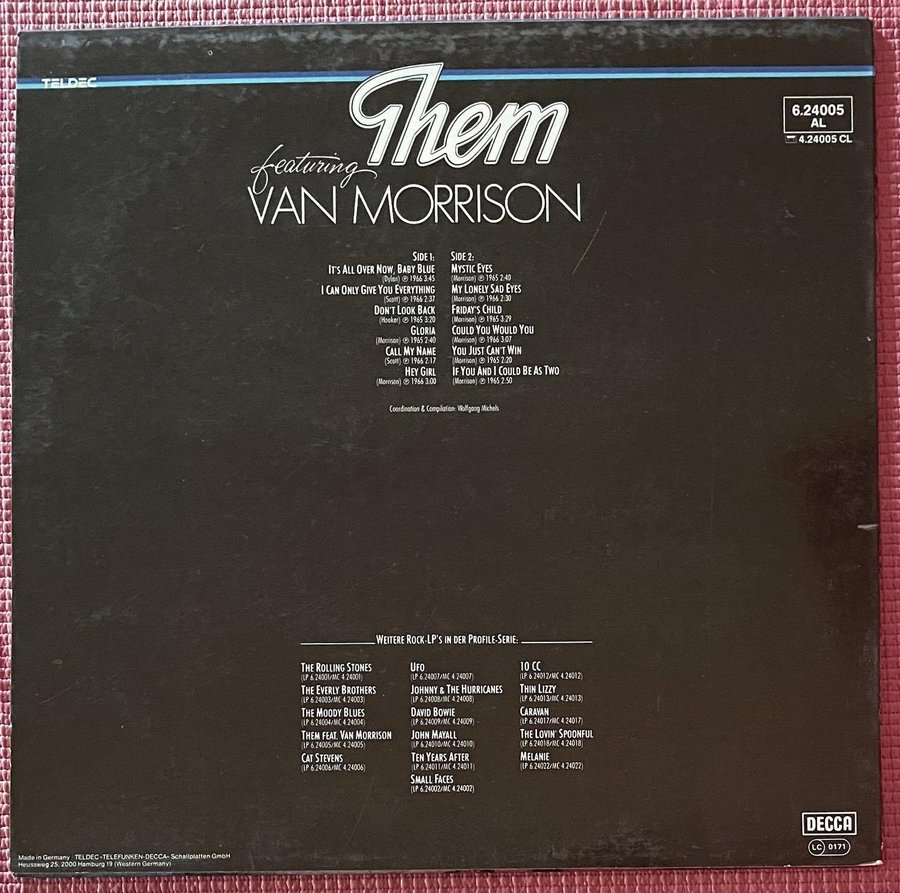 TELDEC
Them
6.24005
AL
4.24005 CL
featuring
VAN MORRISON
SIDE 1:
IT'S ALL OVER NOW, BABY BLUE
(Dylan) ℗ 1966 3:45
I CAN ONLY GIVE YOU EVERYTHING
(Scott) ℗ 1966 2:37
DON'T LOOK BACK
(Hooker) ℗ 1965 3:20
GLORIA
(Morrison) ℗ 1965 2:40
CALL MY NAME
(Scott) ℗ 1966 2:17
HEY GIRL
(Morrison) ℗ 1966 3:00
SIDE 2:
MYSTIC EYES
(Morrison) ℗ 1965 2:40
MY LONELY SAD EYES
(Morrison) ℗ 1966 2:30
FRIDAY'S CHILD
(Morrison) ℗ 1965 3:29
COULD YOU WOULD YOU
(Morrison) ℗ 1966 3:07
YOU JUST CAN'T WIN
(Morrison) ℗ 1965 2:20
IF YOU AND I COULD BE AS TWO
(Morrison) ℗ 1965 2:50
Coordination & Compilation: Wolfgang Michels
WEITERE ROCK-LP'S IN DER PROFILE-SERIE:
THE ROLLING STONES
(LP 6.24001/MC 4.24001)
THE EVERLY BROTHERS
(LP 6.24003/MC 4.24003)
THE MOODY BLUES
(LP 6.24004/MC 4.24004)
THEM FEAT. VAN MORRISON
(LP 6.24005/MC 4.24005)
CAT STEVENS
(LP 6.24006/MC 4.24006)
UFO
(LP 6.24007/MC 4.24007)
JOHNNY & THE HURRICANES
(LP 6.24008/MC 4.24008)
DAVID BOWIE
(LP 6.24009/MC 4.24009)
JOHN MAYALL
(LP 6.24010/MC 4.24010)
TEN YEARS AFTER
(LP 6.24011/MC 4.24011)
SMALL FACES
(LP 6.24002/MC 4.24002)
10 CC
(LP 6.24012/MC 4.24012)
THIN LIZZY
(LP 6.24013/MC 4.24013)
CARAVAN
(LP 6.24017/MC 4.24017)
THE LOVIN' SPOONFUL
(LP 6.24018/MC 4.24018)
MELANIE
(LP 6.24022/MC 4.24022)
DECCA
LC 0171
Made in Germany TELDEC »TELEFUNKEN-DECCA« Schallplatten GmbH
Heussweg 25, 2000 Hamburg 19 (Western Germany)